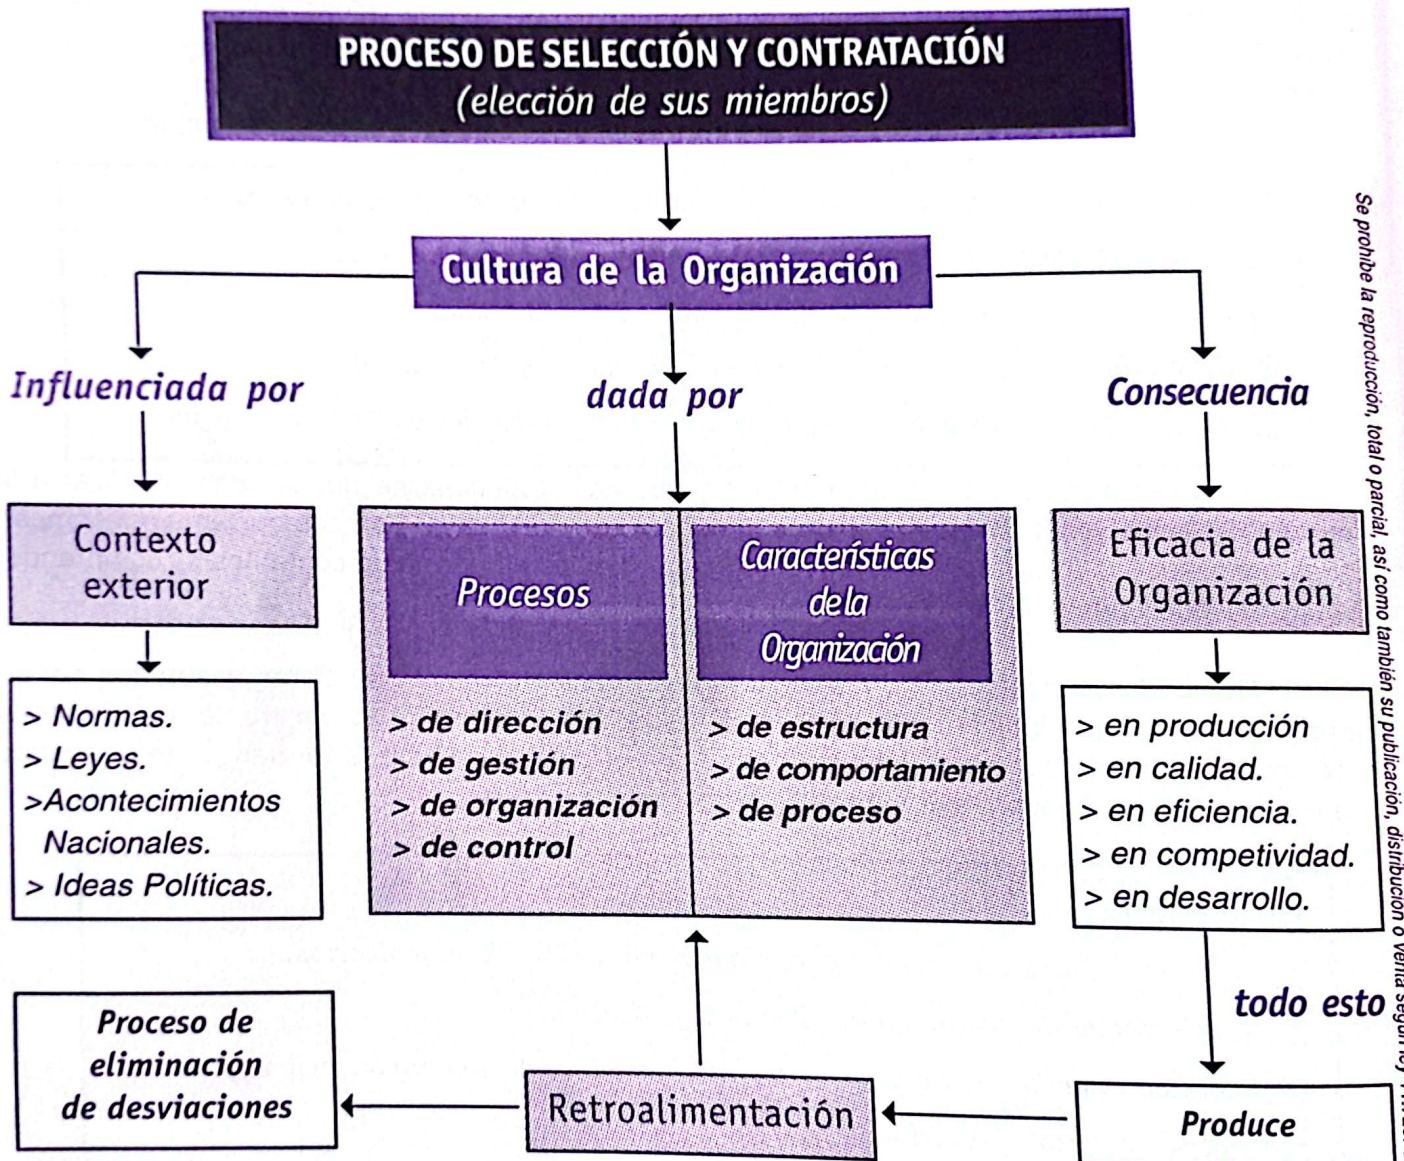 PROCESO DE SELECCIÓN Y CONTRATACIÓN
(elección de sus miembros)
Cultura de la Organización
Influenciada por
dada por
Consecuencia
Contexto
exterior
Procesos
Características
de la
Organización
Eficacia de la
Organización
> Normas.
> Leyes.
>Acontecimientos
Nacionales.
> Ideas Políticas.
> de dirección
> de gestión
> de organización
> de control
> de estructura
> de comportamiento
> de proceso
> en producción
> en calidad.
> en eficiencia.
> en competividad.
> en desarrollo.
todo esto
Produce
Retroalimentación
Proceso de
eliminación
de desviaciones
Se prohíbe la reproducción, total o parcial, así como también su publicación, distribución o venta según ley